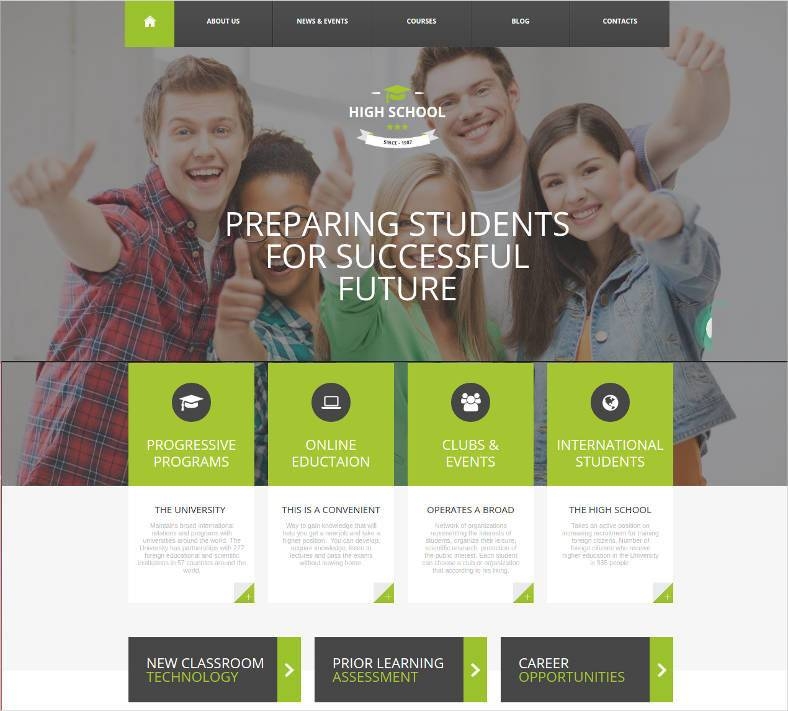 ABOUT US
NEWS & EVENTS
COURSES
BLOG
CONTACTS
HIGH SCHOOL
SINCE - 1987
PREPARING STUDENTS
FOR SUCCESSFUL
FUTURE
PROGRESSIVE
PROGRAMS
ONLINE
EDUCTAION
CLUBS &
EVENTS
INTERNATIONAL
STUDENTS
THE UNIVERSITY
Maintains broad international
relations and programs with
universities around the world. The
University has partnerships with 227
foreign educational and scientific
institutions in 57 countries around the
world.
THIS IS A CONVENIENT
Way to gain knowledge that will
help you get a new job and take a
higher position. You can develop,
acquire knowledge, listen to
lectures and pass the exams
without leaving home.
OPERATES A BROAD
Network of organizations
representing the interests of
students, organize their leisure,
scientific research, protection of
the public interest. Each student
can choose a club or organization
that according to his liking.
THE HIGH SCHOOL
Takes an active position on
increasing recruitment for training
foreign citizens. Number of
foreign citizens who receive
higher education in the University
is 936 people
NEW CLASSROOM
TECHNOLOGY
PRIOR LEARNING
ASSESSMENT
CAREER
OPPORTUNITIES